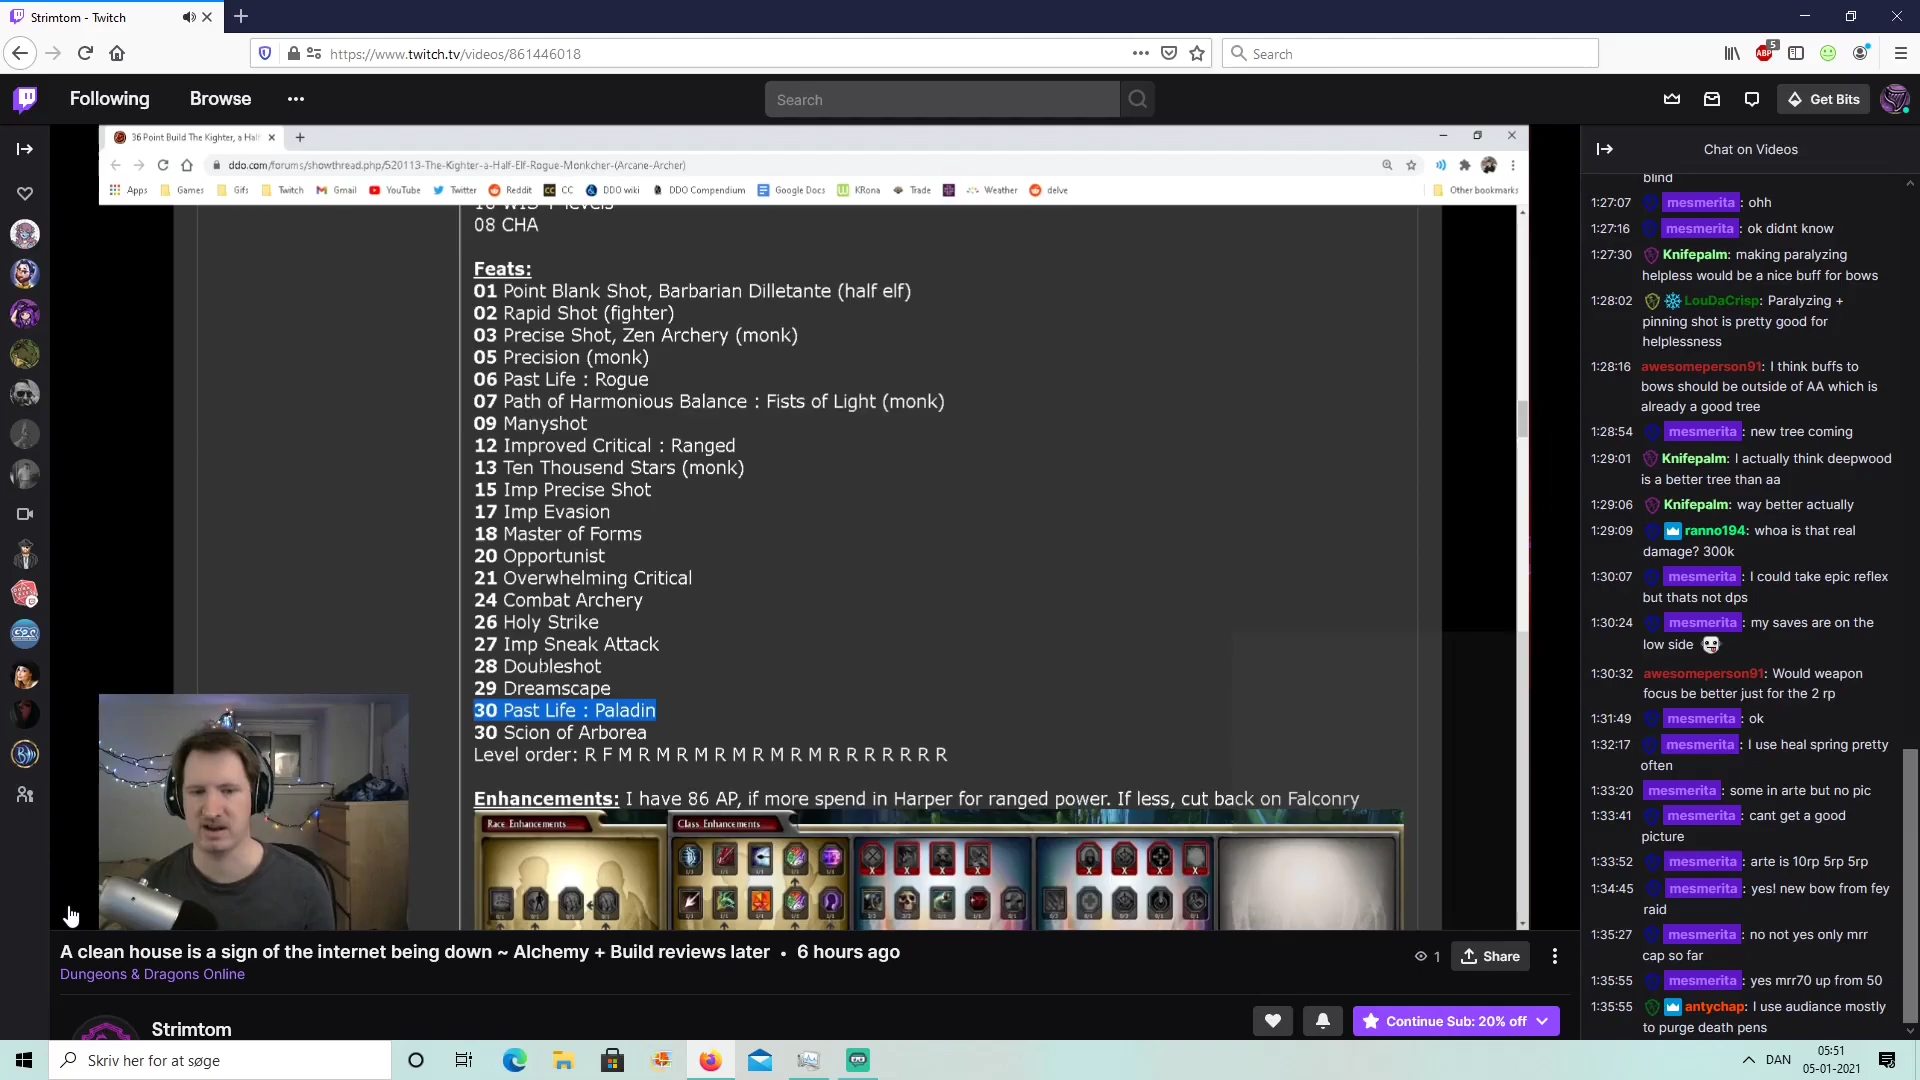 Strimtom - Twitch
https://www.twitch.tv/videos/861446018
Search
ABP
5
Following
Browse
Search
Get Bits
36 Point Build The Kighter, a Hal
ddo.com/forums/showthread.php/520113-The-Kighter-a-Half-Elf-Rogue-Monkcher-(Arcane-Archer)
Apps
Games
Gifs
Twitch
Gmail
YouTube
Twitter
Reddit
CC
DDO wiki
DDO Compendium
Google Docs
KRona
Trade
Weather
delve
Other bookmarks
08 CHA
Feats:
01 Point Blank Shot, Barbarian Dilletante (half elf)
02 Rapid Shot (fighter)
03 Precise Shot, Zen Archery (monk)
05 Precision (monk)
06 Past Life : Rogue
07 Path of Harmonious Balance : Fists of Light (monk)
09 Manyshot
12 Improved Critical : Ranged
13 Ten Thousend Stars (monk)
15 Imp Precise Shot
17 Imp Evasion
18 Master of Forms
20 Opportunist
21 Overwhelming Critical
24 Combat Archery
26 Holy Strike
27 Imp Sneak Attack
28 Doubleshot
29 Dreamscape
30 Past Life : Paladin
30 Scion of Arborea
Level order: R F M R M R M R M R M R M R R R R R R R
Enhancements: I have 86 AP, if more spend in Harper for ranged power. If less, cut back on Falconry
Race Enhancements
Class Enhancements
A clean house is a sign of the internet being down ~ Alchemy + Build reviews later • 6 hours ago
Dungeons & Dragons Online
1
Share
Strimtom
Continue Sub: 20% off
Chat on Videos
blind
1:27:07 mesmerita: ohh
1:27:16 mesmerita: ok didnt know
1:27:30 Knifepalm: making paralyzing
helpless would be a nice buff for bows
1:28:02 LouDaCrisp: Paralyzing +
pinning shot is pretty good for
helplessness
1:28:16 awesomeperson91: I think buffs to
bows should be outside of AA which is
already a good tree
1:28:54 mesmerita: new tree coming
1:29:01 Knifepalm: I actually think deepwood
is a better tree than aa
1:29:06 Knifepalm: way better actually
1:29:09 ranno194: whoa is that real
damage? 300k
1:30:07 mesmerita: I could take epic reflex
but thats not dps
1:30:24 mesmerita: my saves are on the
low side
1:30:32 awesomeperson91: Would weapon
focus be better just for the 2 rp
1:31:49 mesmerita: ok
1:32:17 mesmerita: I use heal spring pretty
often
1:33:20 mesmerita: some in arte but no pic
1:33:41 mesmerita: cant get a good
picture
1:33:52 mesmerita: arte is 10rp 5rp 5rp
1:34:45 mesmerita: yes! new bow from fey
raid
1:35:27 mesmerita: no not yes only mrr
cap so far
1:35:55 mesmerita: yes mrr70 up from 50
1:35:55 antychap: I use audiance mostly
to purge death pens
Skriv her for at søge
DAN
05:51
05-01-2021